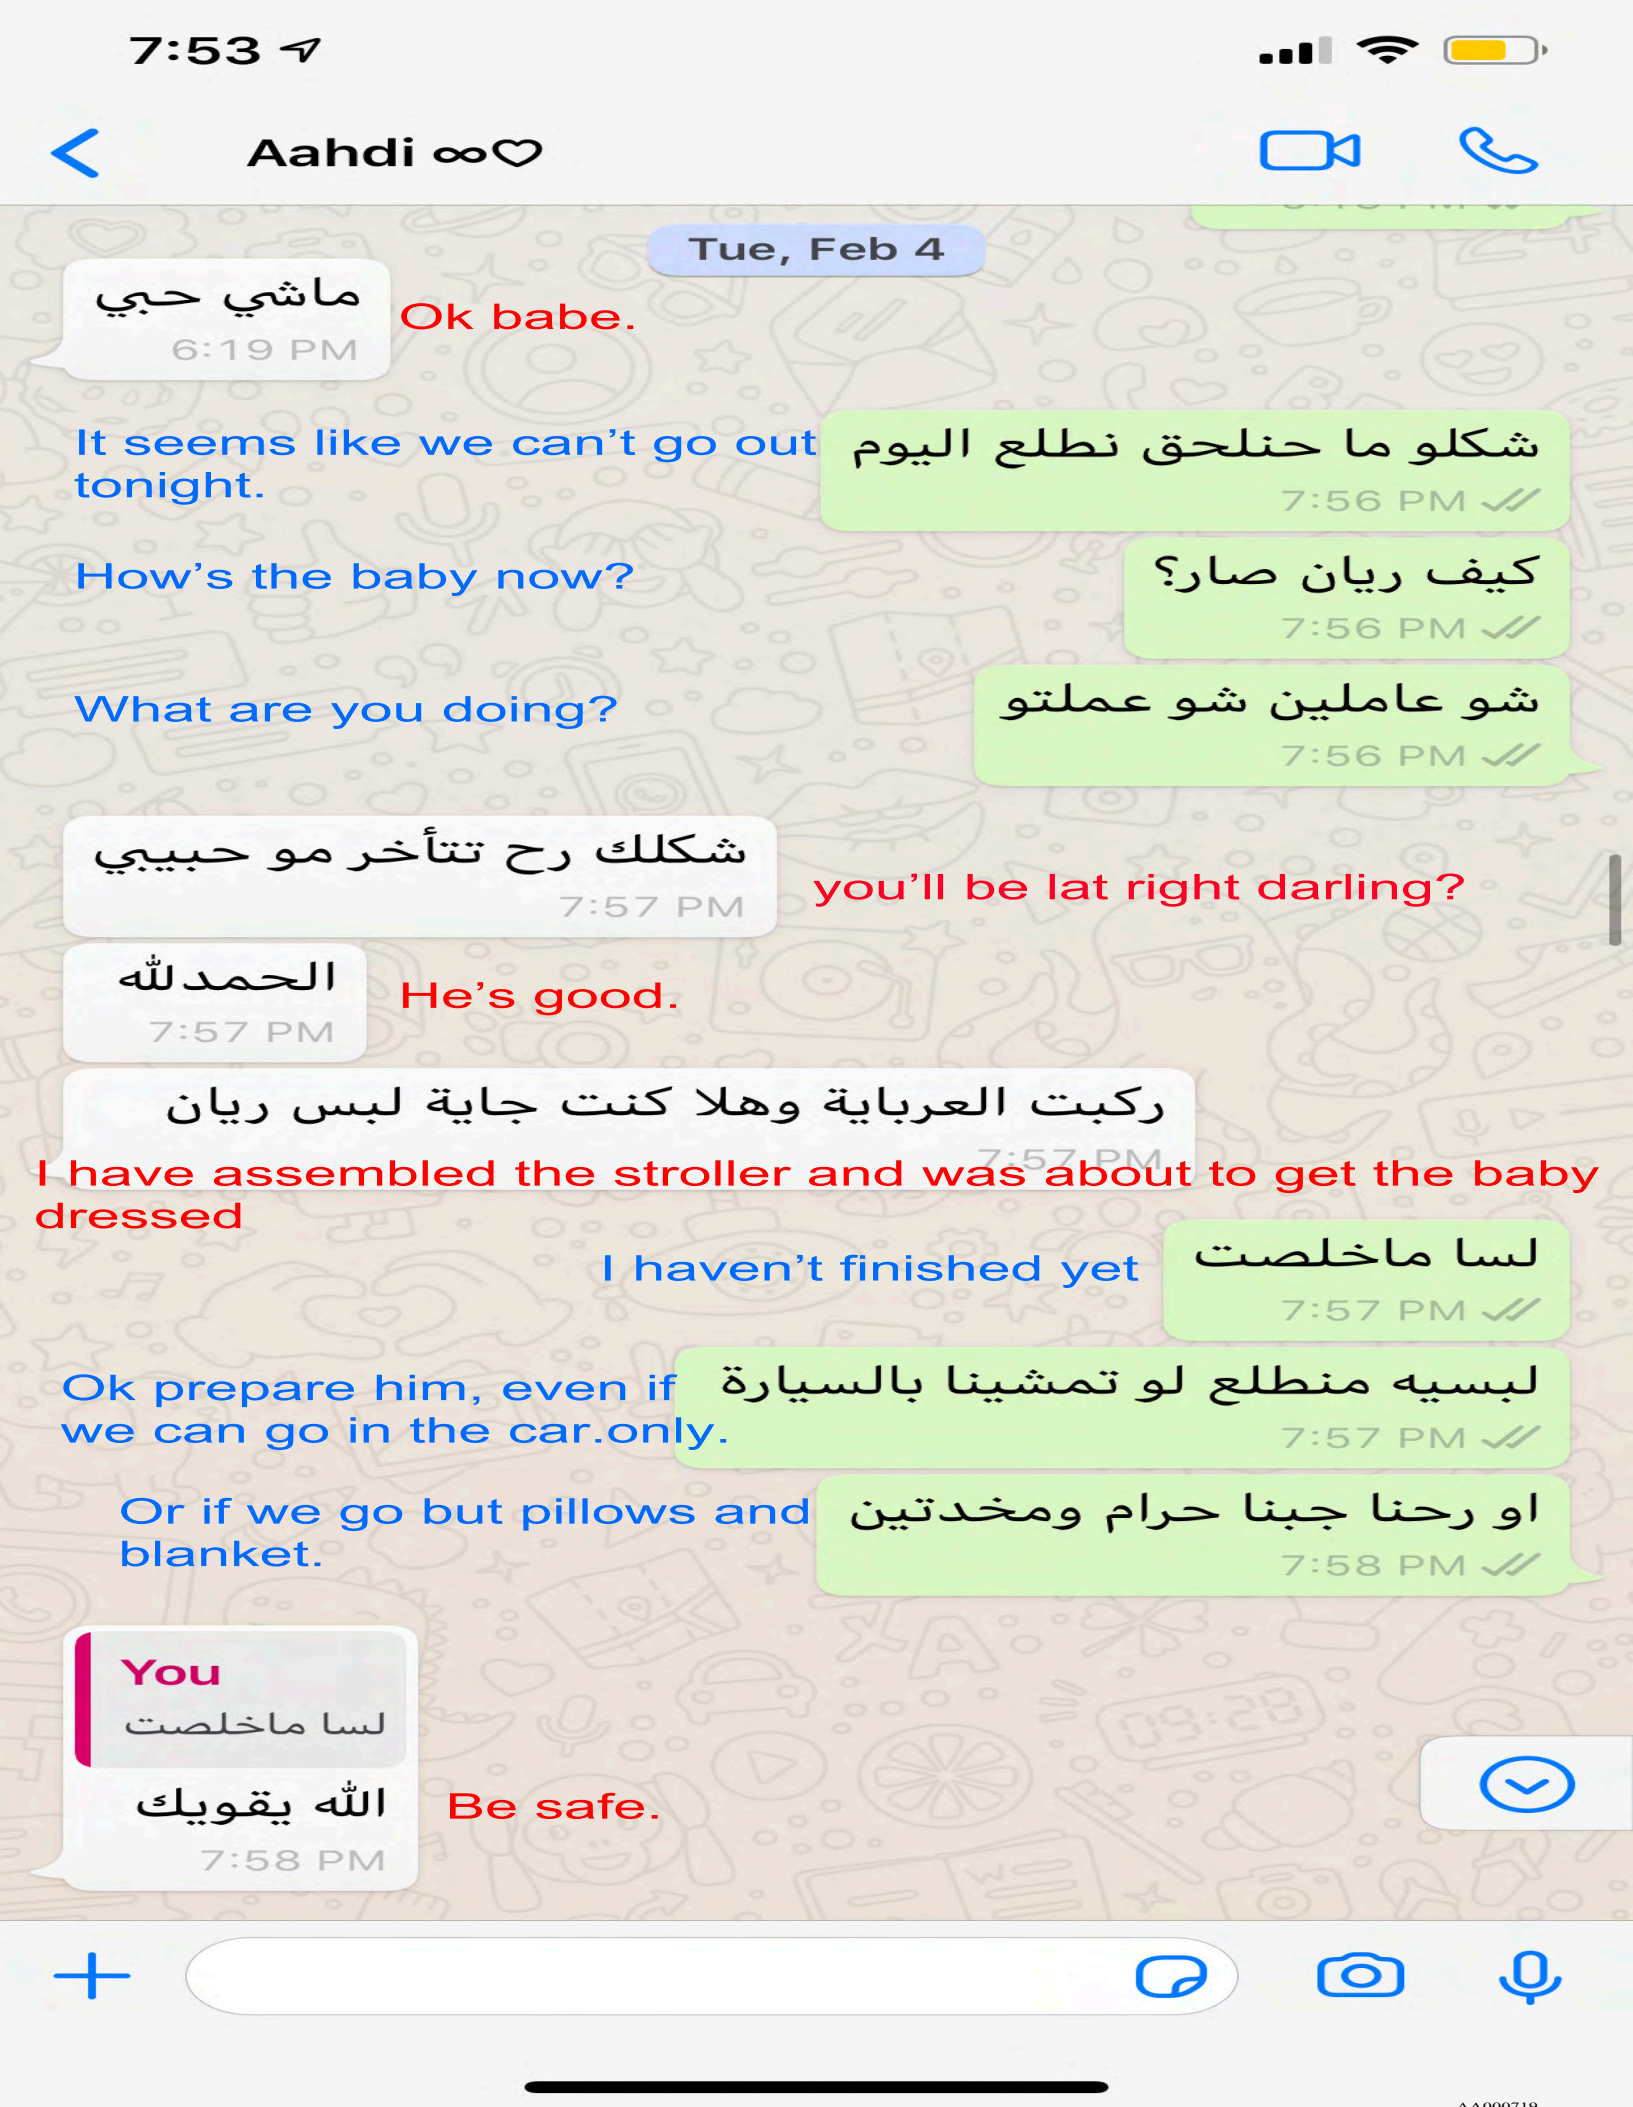 7:53
Aahdi ∞♡
Tue, Feb 4
ماشي حبي
Ok babe.
6:19 PM
It seems like we can’t go out
tonight.
شكلو ما حنلحق نطلع اليوم
7:56 PM
How’s the baby now?
كيف ريان صار؟
7:56 PM
What are you doing?
شو عاملين شو عملتو
7:56 PM
شكلك رح تتأخر مو حبيبي
7:57 PM
you’ll be lat right darling?
الحمدلله
He’s good.
7:57 PM
ركبت العرباية وهلا كنت جاية لبس ريان
7:57 PM
I have assembled the stroller and was about to get the baby
dressed
لسا ماخلصت
I haven’t finished yet
7:57 PM
لبسيه منطلع لو تمشينا بالسيارة
Ok prepare him, even if
we can go in the car.only.
7:57 PM
او رحنا جبنا حرام ومخدتين
Or if we go but pillows and
blanket.
7:58 PM
You
لسا ماخلصت
الله يقويك
Be safe.
7:58 PM